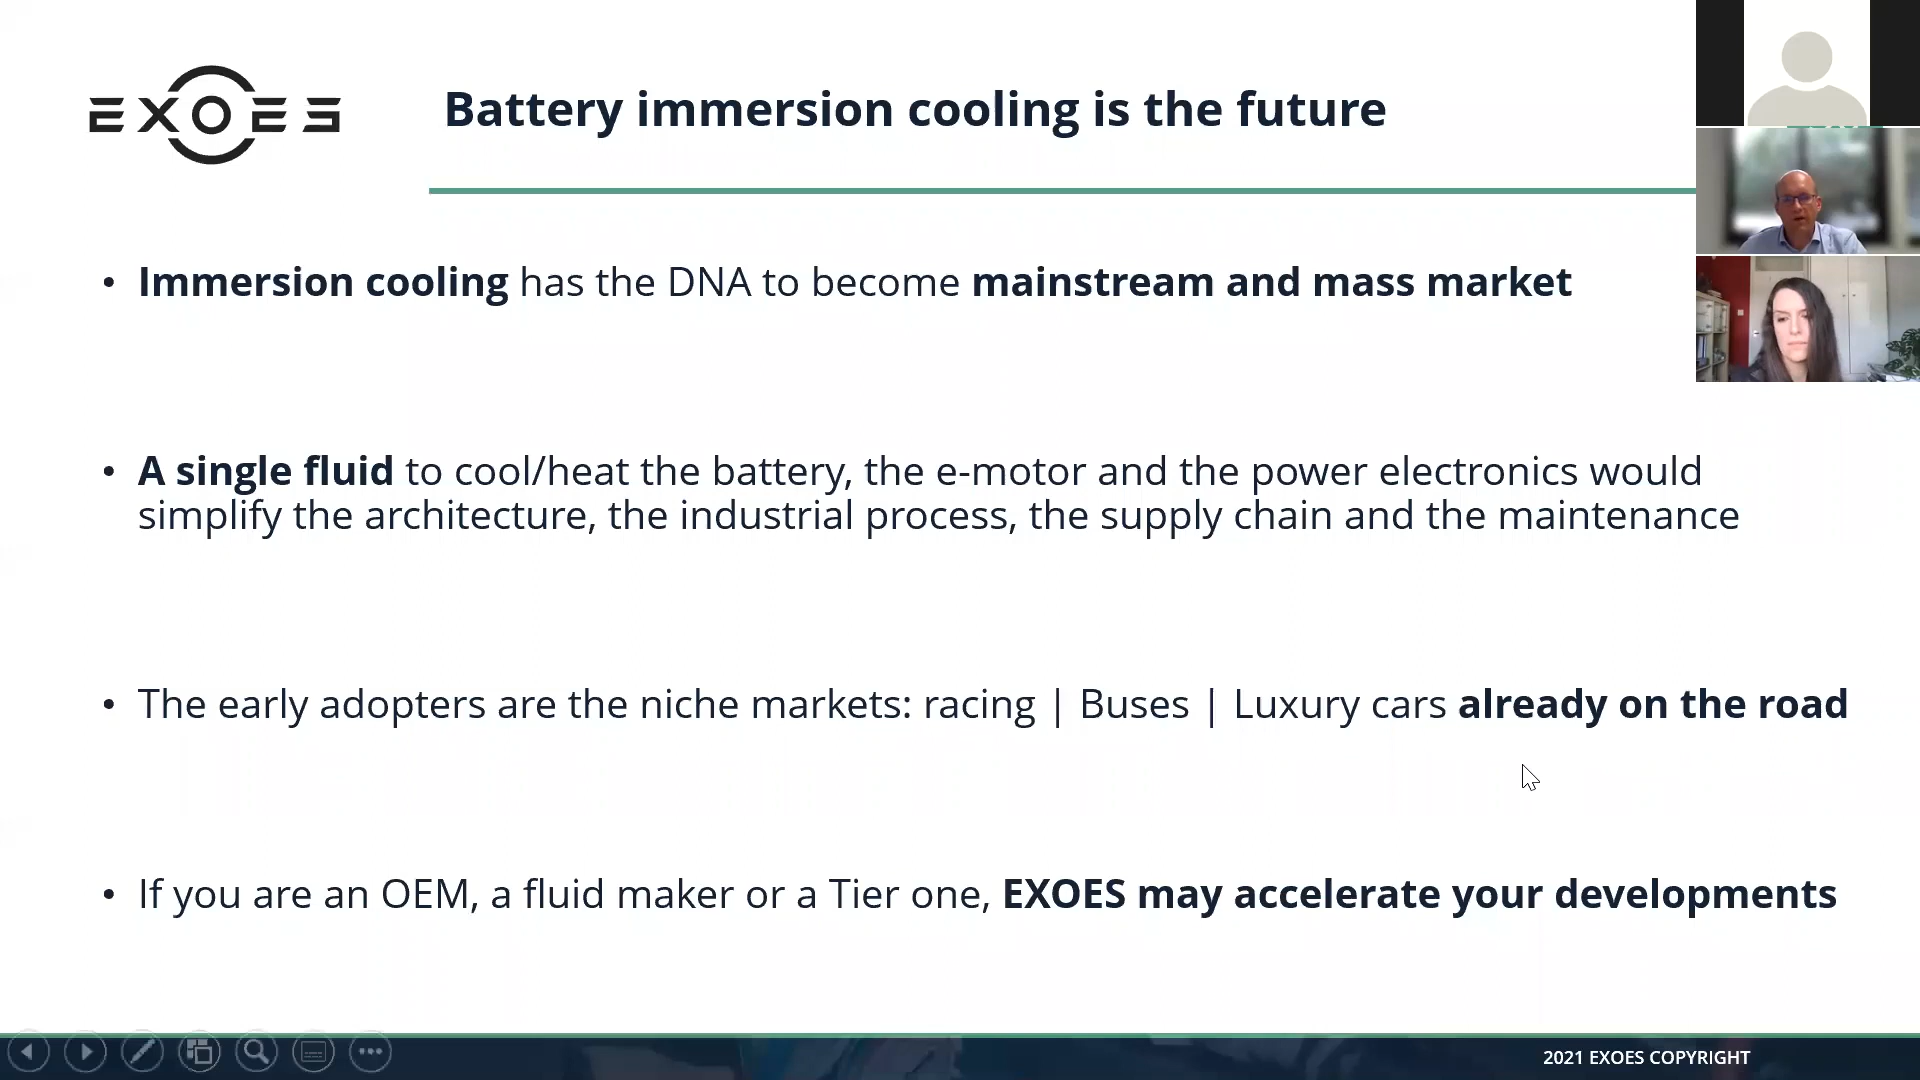 EXOES
Battery immersion cooling is the future
• Immersion cooling has the DNA to become mainstream and mass market
• A single fluid to cool/heat the battery, the e-motor and the power electronics would
simplify the architecture, the industrial process, the supply chain and the maintenance
• The early adopters are the niche markets: racing | Buses | Luxury cars already on the road
• If you are an OEM, a fluid maker or a Tier one, EXOES may accelerate your developments
2021 EXOES COPYRIGHT